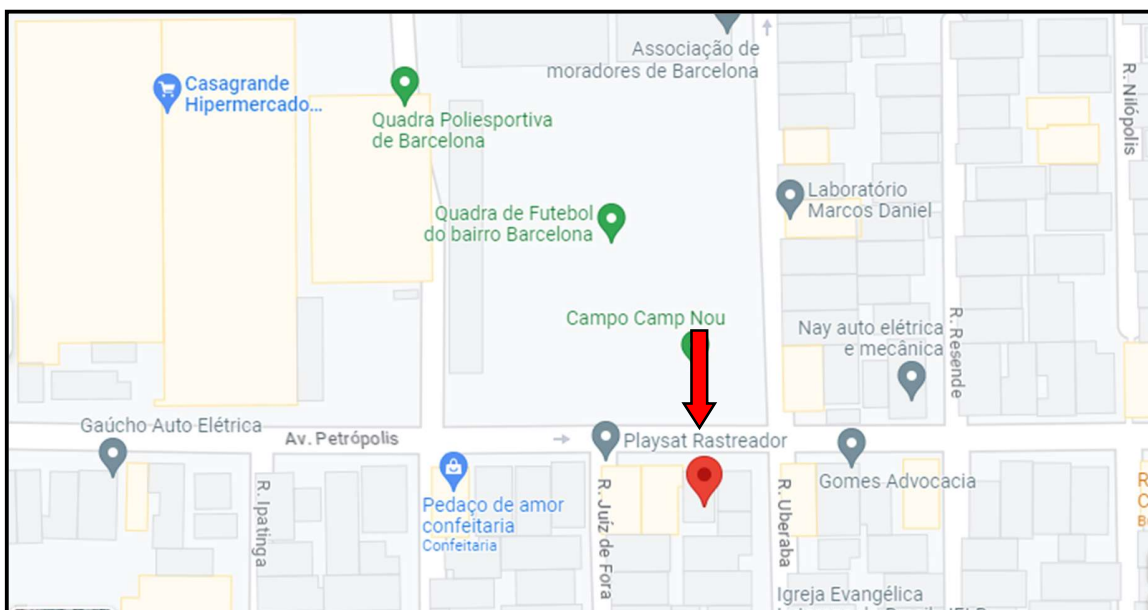 Associação de
moradores de Barcelona
Casagrande
Hipermercado...
R. Nilópolis
Quadra Poliesportiva
de Barcelona
Laboratório
Marcos Daniel
Quadra de Futebol
do bairro Barcelona
Campo Camp Nou
Nay auto elétrica
e mecânica
R. Resende
Gaúcho Auto Elétrica
Av. Petrópolis
Playsat Rastreador
Gomes Advocacia
R. Ipatinga
Pedaço de amor
confeitaria
Confeitaria
R. Juíz de Fora
R. Uberaba
R
C
Igreja Evangélica